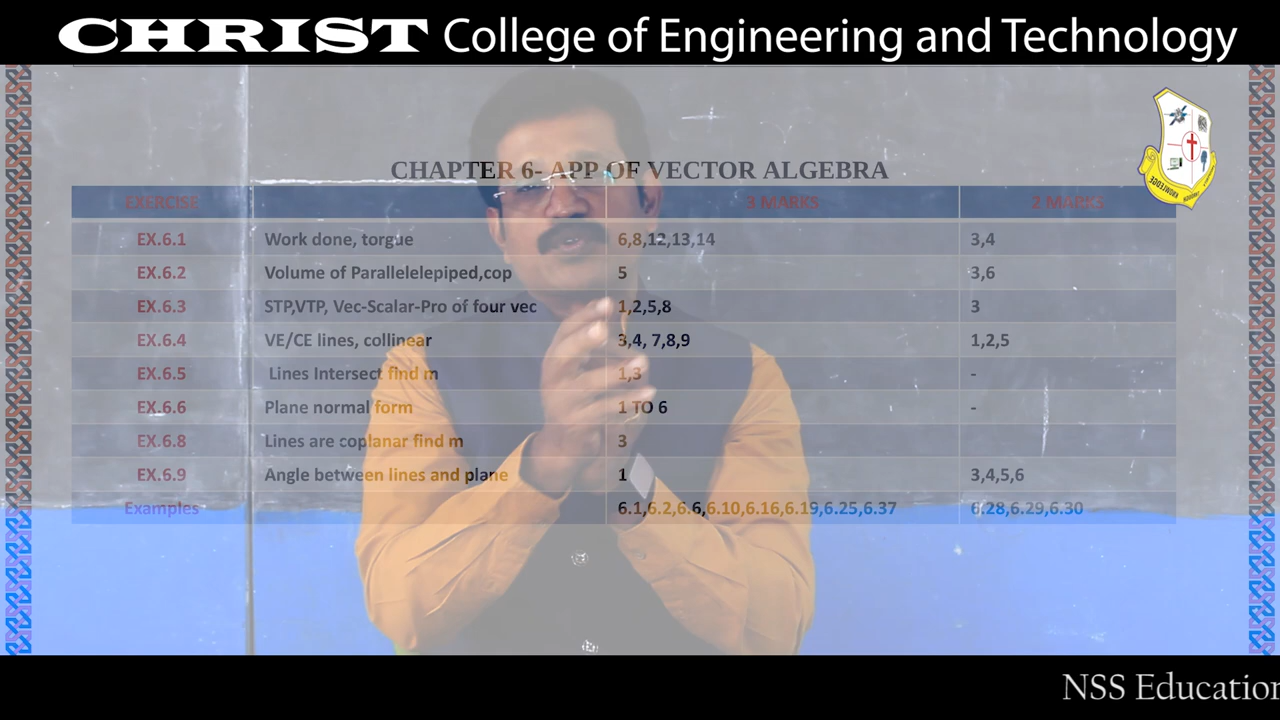 CHRIST College of Engineering and Technology
CHAPTER 6- APP OF VECTOR ALGEBRA
EXERCISE 3 MARKS 2 MARKS
EX.6.1 Work done, torgue 6,8,12,13,14 3,4
EX.6.2 Volume of Parallelelepiped,cop 5 3,6
EX.6.3 STP,VTP, Vec-Scalar-Pro of four vec 1,2,5,8 3
EX.6.4 VE/CE lines, collinear 3,4, 7,8,9 1,2,5
EX.6.5 Lines Intersect find m 1,3 -
EX.6.6 Plane normal form 1 TO 6 -
EX.6.8 Lines are coplanar find m 3
EX.6.9 Angle between lines and plane 1 3,4,5,6
Examples 6.1,6.2,6.6,6.10,6.16,6.19,6.25,6.37 6.28,6.29,6.30
NSS Education